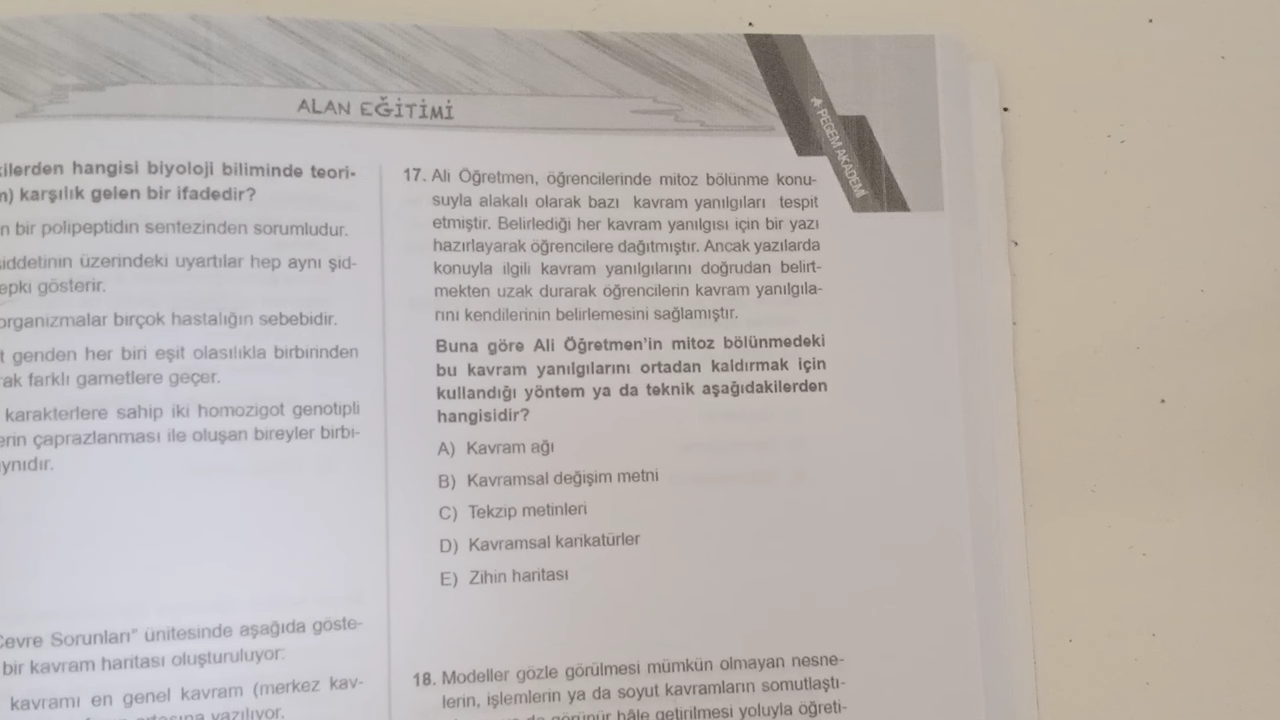 ALAN EĞİTİMİ
PEGEM AKADEMİ
hangisi biyoloji biliminde teori-
karşılık gelen bir ifadedir?
bir polipeptidin sentezinden sorumludur.
üzerindeki uyartılar hep aynı şid-
gösterir.
organizmalar birçok hastalığın sebebidir.
genden her biri eşit olasılıkla birbirinden
farklı gametlere geçer.
karakterlere sahip iki homozigot genotipli
çaprazlanması ile oluşan bireyler birbi-
Çevre Sorunları" ünitesinde aşağıda göste-
bir kavram haritası oluşturuluyor:
kavramı en genel kavram (merkez kav-
yazılıyor.
17. Ali Öğretmen, öğrencilerinde mitoz bölünme konu-
suyla alakalı olarak bazı kavram yanılgıları tespit
etmiştir. Belirlediği her kavram yanılgısı için bir yazı
hazırlayarak öğrencilere dağıtmıştır. Ancak yazılarda
konuyla ilgili kavram yanılgılarını doğrudan belirt-
mekten uzak durarak öğrencilerin kavram yanılgıla-
rını kendilerinin belirlemesini sağlamıştır.
Buna göre Ali Öğretmen'in mitoz bölünmedeki
bu kavram yanılgılarını ortadan kaldırmak için
kullandığı yöntem ya da teknik aşağıdakilerden
hangisidir?
A) Kavram ağı
B) Kavramsal değişim metni
C) Tekzip metinleri
D) Kavramsal karikatürler
E) Zihin haritası
18. Modeller gözle görülmesi mümkün olmayan nesne-
lerin, işlemlerin ya da soyut kavramların somutlaştı-
görünür hâle getirilmesi yoluyla öğreti-